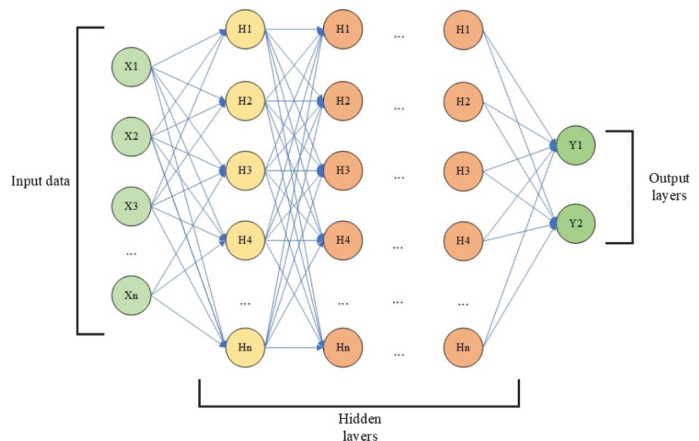 H1 H1 ... H1
X1
H2 H2 ... H2
X2
Y1
Input data
H3 H3 ... H3
Output
layers
X3
Y2
H4 H4 ... H4
...
Xn
... ... ... ...
Hn Hn ... Hn
Hidden
layers